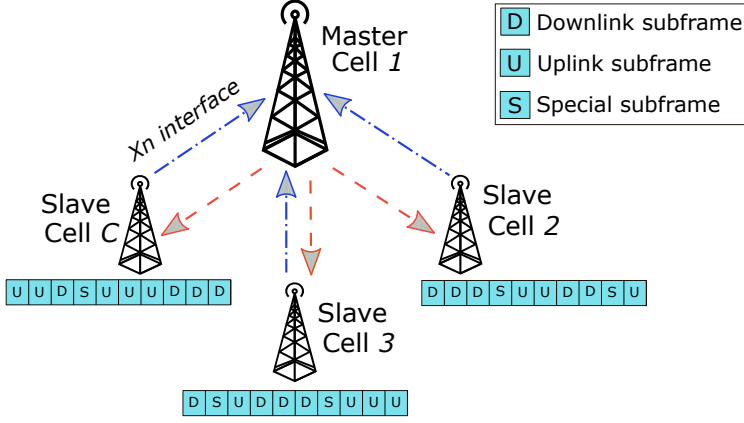 Master
Cell 1
D Downlink subframe
U Uplink subframe
S Special subframe
Xn interface
Slave
Cell C
Slave
Cell 2
U U D S U U U D D D
D D D S U U D D S U
Slave
Cell 3
D S U D D D S U U U